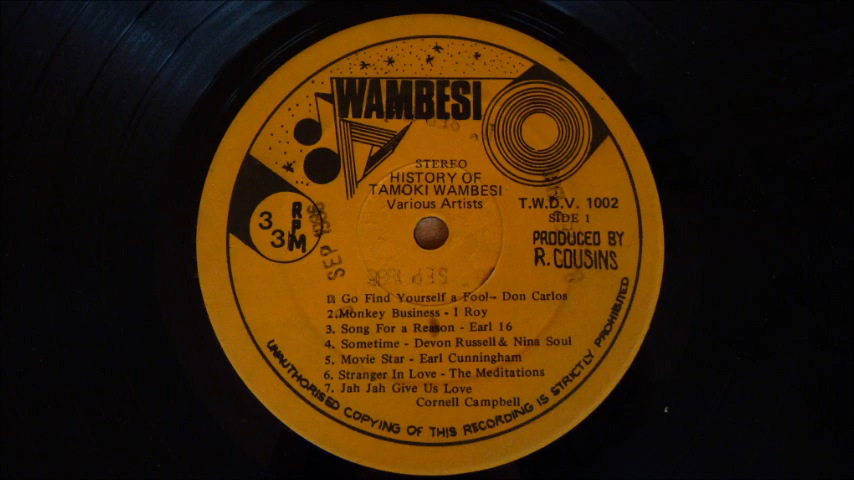 WAMBESI
STEREO
HISTORY OF
TAMOKI WAMBESI
Various Artists
T.W.D.V. 1002
SIDE 1
PRODUCED BY
R. COUSINS
33
RPM
SEP
1. Go Find Yourself a Fool - Don Carlos
2. Monkey Business - I Roy
3. Song For a Reason - Earl 16
4. Sometime - Devon Russell & Nina Soul
5. Movie Star - Earl Cunningham
6. Stranger In Love - The Meditations
7. Jah Jah Give Us Love
Cornell Campbell
UNAUTHORISED COPYING OF THIS RECORDING IS STRICTLY PROHIBITED